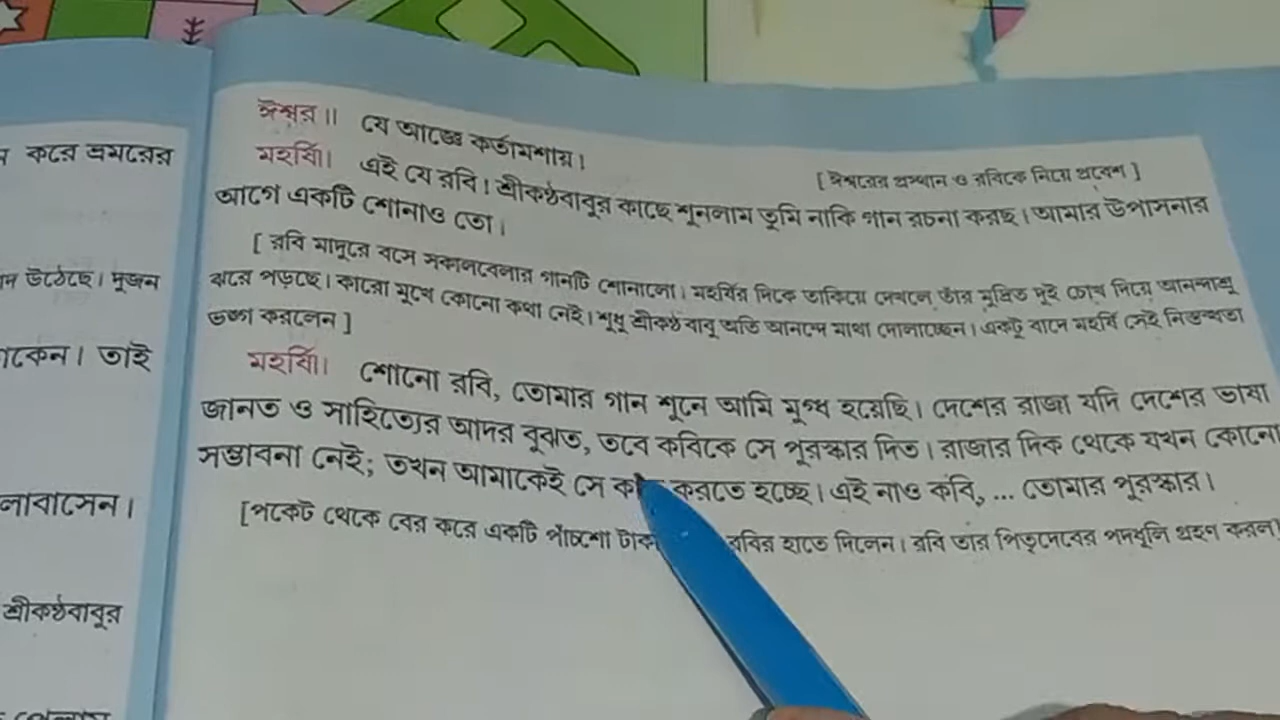 করে ভ্রমরের
উঠেছে। দুজন
তাই
শ্রীকণ্ঠবাবুর
ঈশ্বর ॥ যে আজ্ঞে কর্তামশায়।
[ ঈশ্বরের প্রস্থান ও রবিকে নিয়ে প্রবেশ ]
মহর্ষি॥ এই যে রবি। শ্রীকণ্ঠবাবুর কাছে শুনলাম তুমি নাকি গান রচনা করছ। আমার উপাসনার
আগে একটি শোনাও তো।
[ রবি মাদুরে বসে সকালবেলার গানটি শোনালো। মহর্ষির দিকে তাকিয়ে দেখলে তাঁর মুদ্রিত দুই চোখ দিয়ে আনন্দাশ্রু
ঝরে পড়ছে। কারো মুখে কোনো কথা নেই। শুধু শ্রীকণ্ঠ বাবু অতি আনন্দে মাথা দোলাচ্ছেন। একটু বাদে মহর্ষি সেই নিস্তব্ধতা
ভঙ্গ করলেন ]
মহর্ষি॥ শোনো রবি, তোমার গান শুনে আমি মুগ্ধ হয়েছি। দেশের রাজা যদি দেশের ভাষা
জানত ও সাহিত্যের আদর বুঝত, তবে কবিকে সে পুরস্কার দিত। রাজার দিক থেকে যখন কোনো
সম্ভাবনা নেই; তখন আমাকেই সে করতে হচ্ছে। এই নাও কবি, ... তোমার পুরস্কার।
[পকেট থেকে বের করে একটি পাঁচশো রবির হাতে দিলেন। রবি তার পিতৃদেবের পদধূলি গ্রহণ করল]